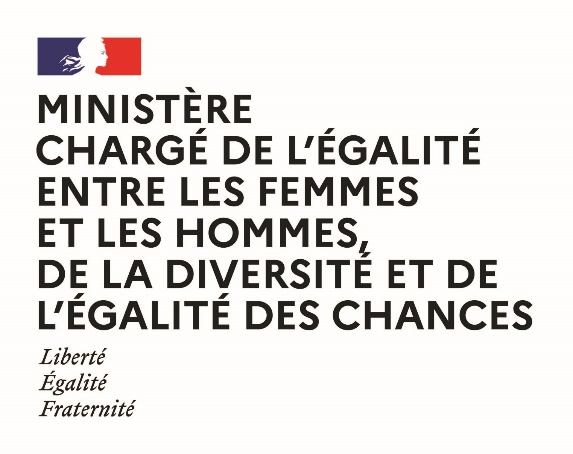 MINISTÈRE
CHARGÉ DE L’ÉGALITÉ
ENTRE LES FEMMES
ET LES HOMMES,
DE LA DIVERSITÉ ET DE
L’ÉGALITÉ DES CHANCES
Liberté
Égalité
Fraternité